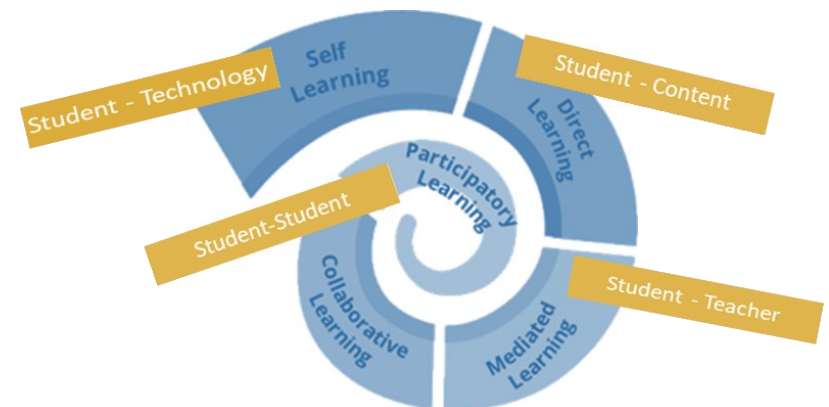 Self
Learning
Student - Technology
Student - Content
Direct
Learning
Participatory
Learning
Student-Student
Collaborative
Learning
Mediated
Learning
Student - Teacher